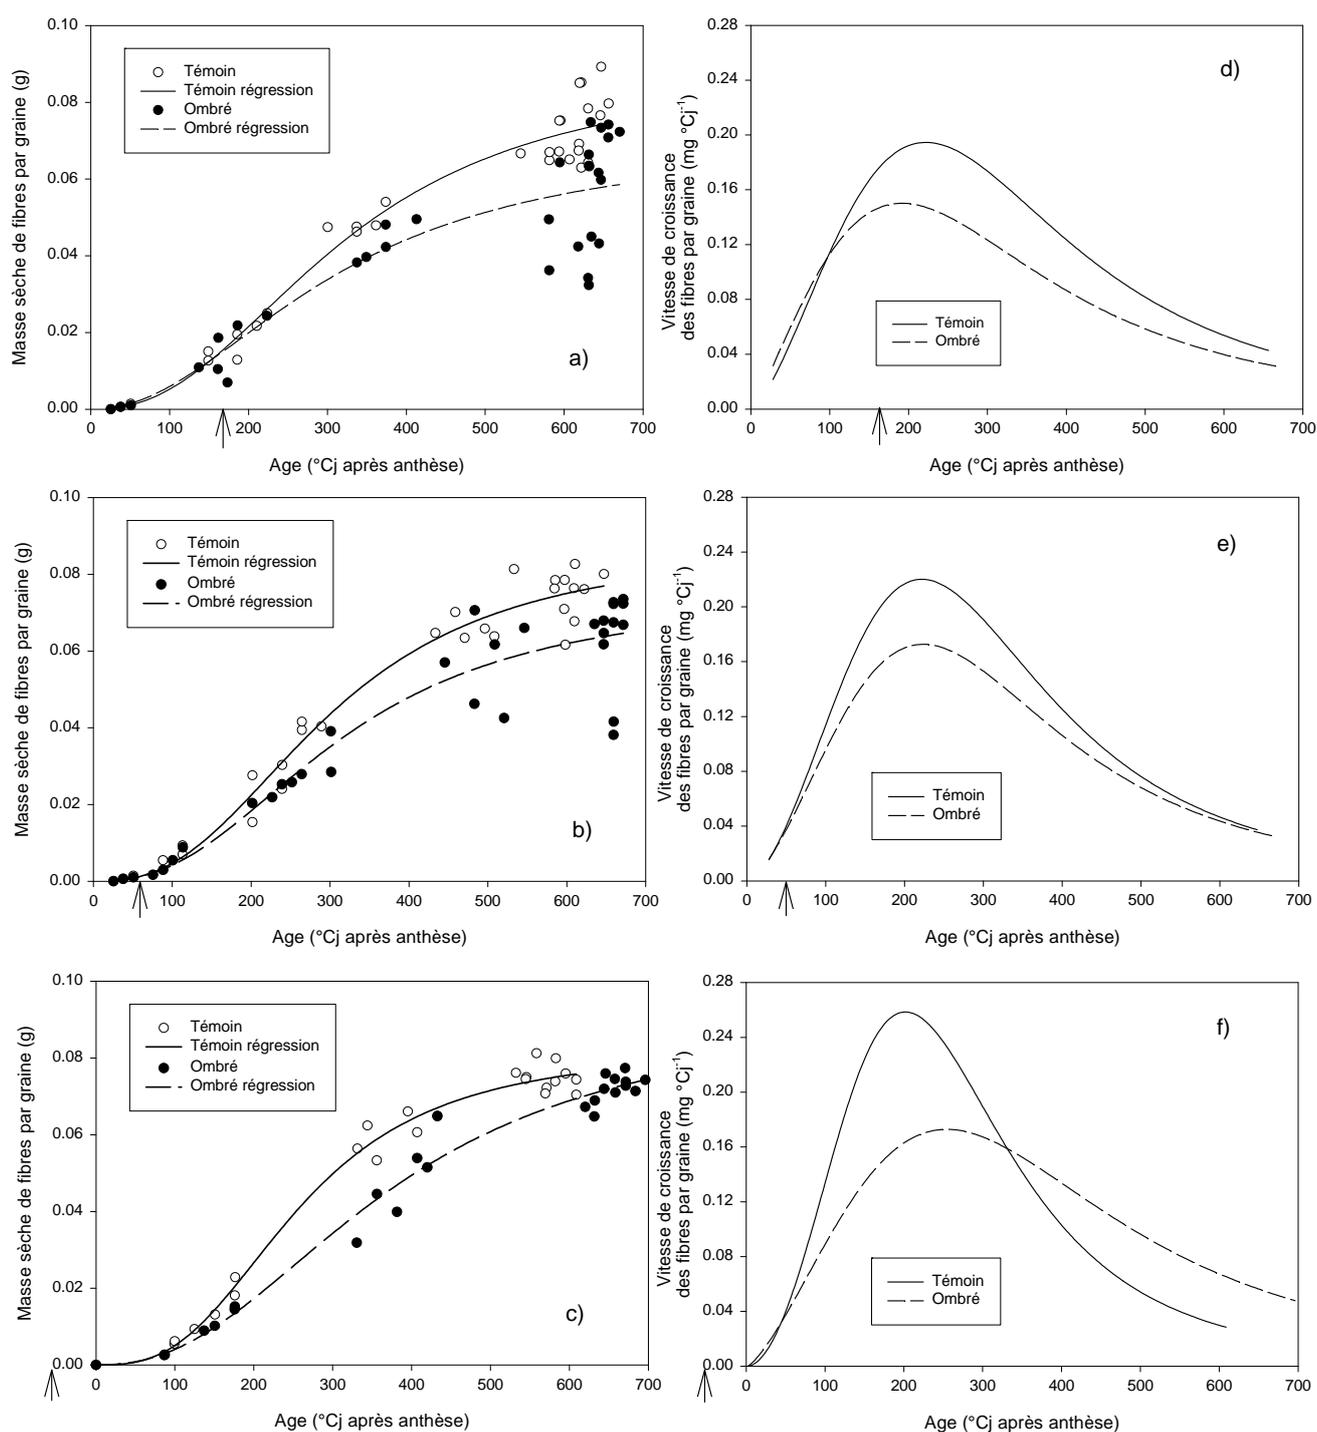 0.10
0.08
0.06
0.04
0.02
0.00
Masse sèche de fibres par graine (g)
Témoin
Témoin régression
Ombré
Ombré régression
a)
0 100 200 300 400 500 600 700
Age (°Cj après anthèse)
0.28
0.24
0.20
0.16
0.12
0.08
0.04
0.00
Vitesse de croissance
des fibres par graine (mg °Cj-1)
d)
Témoin
Ombré
0 100 200 300 400 500 600 700
Age (°Cj après anthèse)
0.10
0.08
0.06
0.04
0.02
0.00
Masse sèche de fibres par graine (g)
Témoin
Témoin régression
Ombré
Ombré régression
b)
0 100 200 300 400 500 600 700
Age (°Cj après anthèse)
0.28
0.24
0.20
0.16
0.12
0.08
0.04
0.00
Vitesse de croissance
des fibres par graine (mg °Cj-1)
e)
Témoin
Ombré
0 100 200 300 400 500 600 700
Age (°Cj après anthèse)
0.10
0.08
0.06
0.04
0.02
0.00
Masse sèche de fibres par graine (g)
Témoin
Témoin régression
Ombré
Ombré régression
c)
0 100 200 300 400 500 600 700
Age (°Cj après anthèse)
0.28
0.24
0.20
0.16
0.12
0.08
0.04
0.00
Vitesse de croissance
des fibres par graine (mg °Cj-1)
f)
Témoin
Ombré
0 100 200 300 400 500 600 700
Age (°Cj après anthèse)